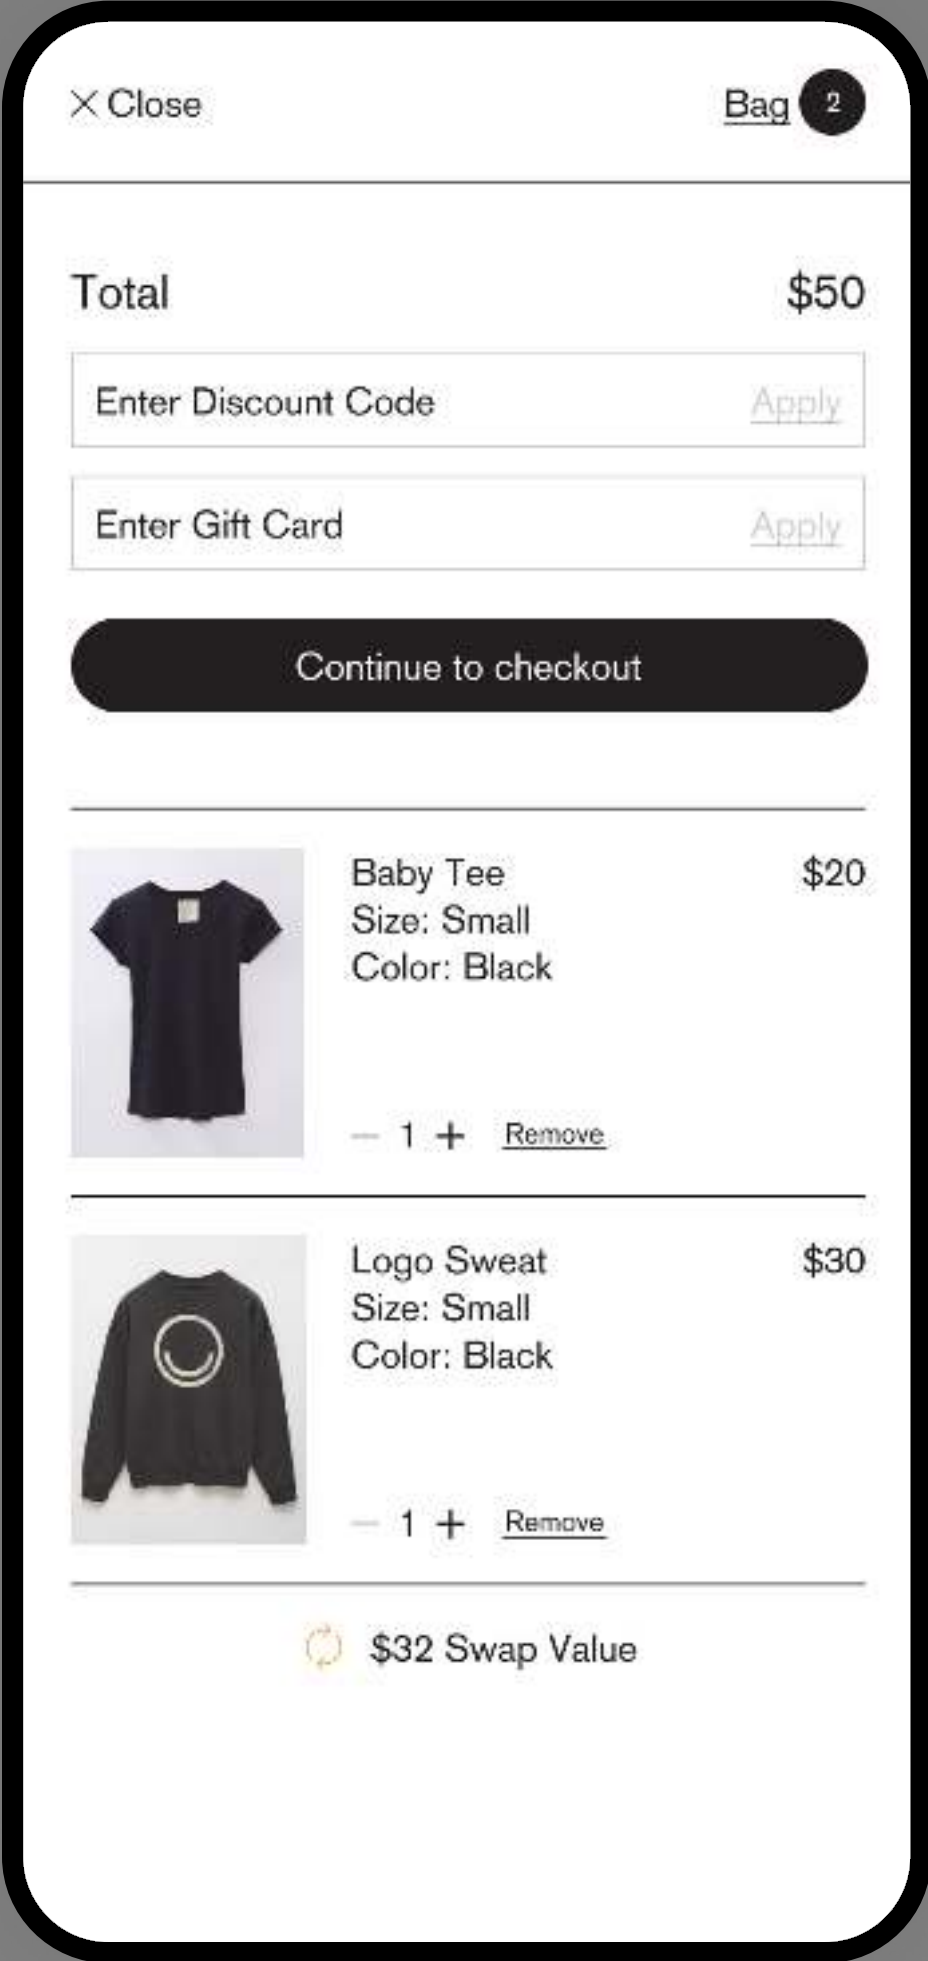 Close
Bag 2
Total $50
Enter Discount Code Apply
Enter Gift Card Apply
Continue to checkout
Baby Tee $20
Size: Small
Color: Black
1 Remove
Logo Sweat $30
Size: Small
Color: Black
1 Remove
$32 Swap Value